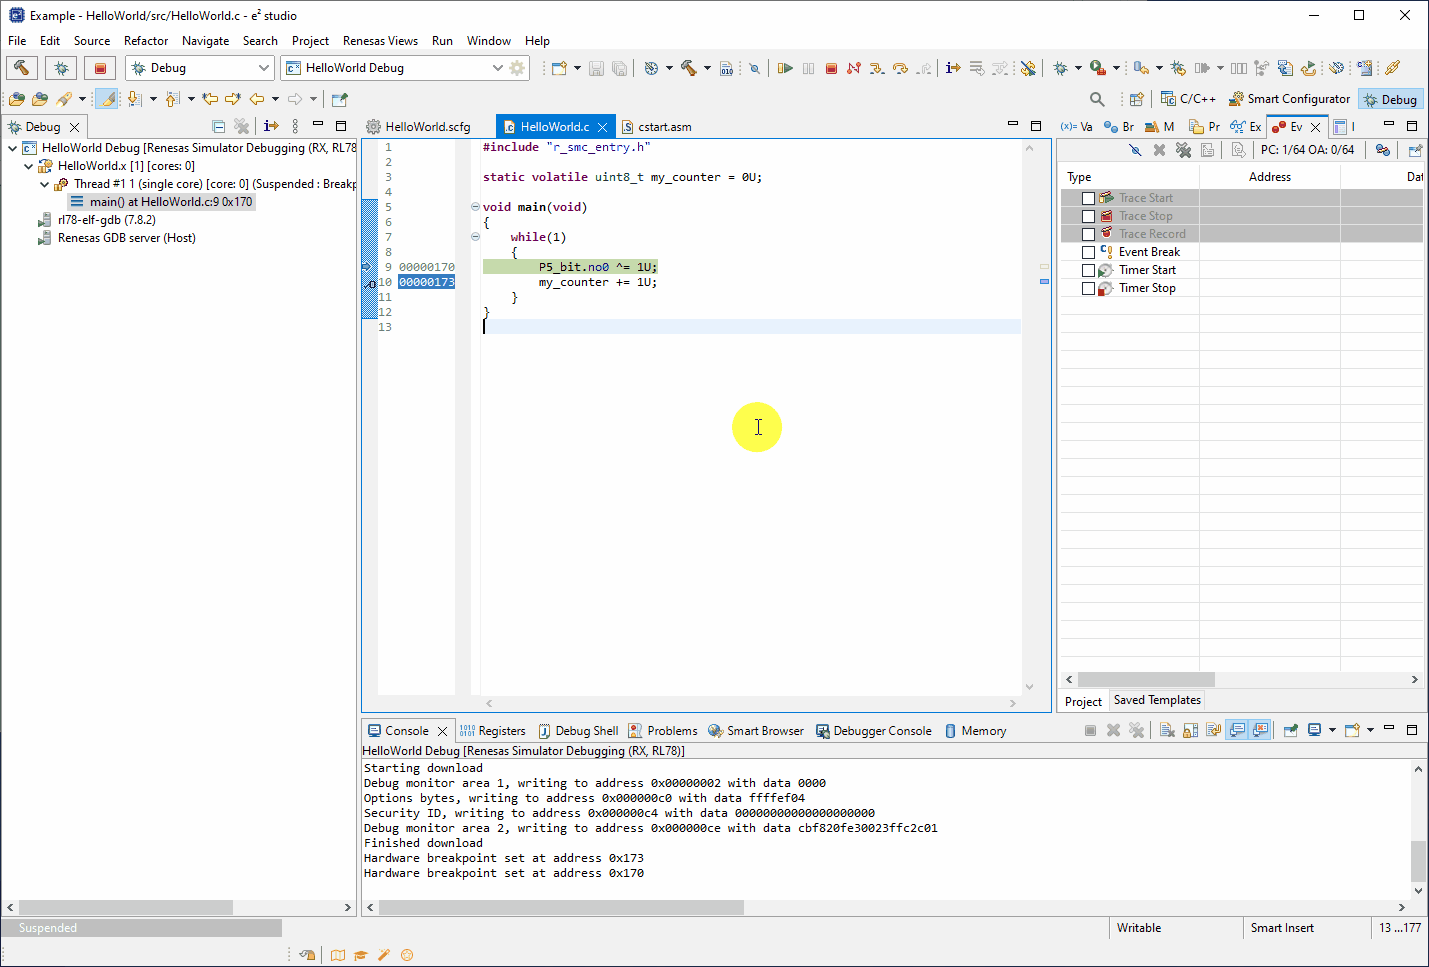 Example - HelloWorld/src/HelloWorld.c - e² studio
File Edit Source Refactor Navigate Search Project Renesas Views Run Window Help
Debug HelloWorld Debug
C/C++ Smart Configurator Debug
Debug
HelloWorld Debug [Renesas Simulator Debugging (RX, RL78
HelloWorld.x [1] [cores: 0]
Thread #1 1 (single core) [core: 0] (Suspended : Breakp
main() at HelloWorld.c:9 0x170
rl78-elf-gdb (7.8.2)
Renesas GDB server (Host)
HelloWorld.scfg HelloWorld.c cstart.asm
1 #include "r_smc_entry.h"
2
3 static volatile uint8_t my_counter = 0U;
4
5 void main(void)
6 {
7 while(1)
8 {
9 00000170 P5_bit.no0 ^= 1U;
10 00000173 my_counter += 1U;
11 }
12 }
13
(x)= Va Br M Pr Ex Ev I
PC: 1/64 OA: 0/64
Type Address Dat
Trace Start
Trace Stop
Trace Record
Event Break
Timer Start
Timer Stop
Project Saved Templates
Console Registers Debug Shell Problems Smart Browser Debugger Console Memory
HelloWorld Debug [Renesas Simulator Debugging (RX, RL78)]
Starting download
Debug monitor area 1, writing to address 0x00000002 with data 0000
Options bytes, writing to address 0x000000c0 with data ffffef04
Security ID, writing to address 0x000000c4 with data 00000000000000000000
Debug monitor area 2, writing to address 0x000000ce with data cbf820fe30023ffc2c01
Finished download
Hardware breakpoint set at address 0x173
Hardware breakpoint set at address 0x170
Suspended
Writable Smart Insert 13 ...177